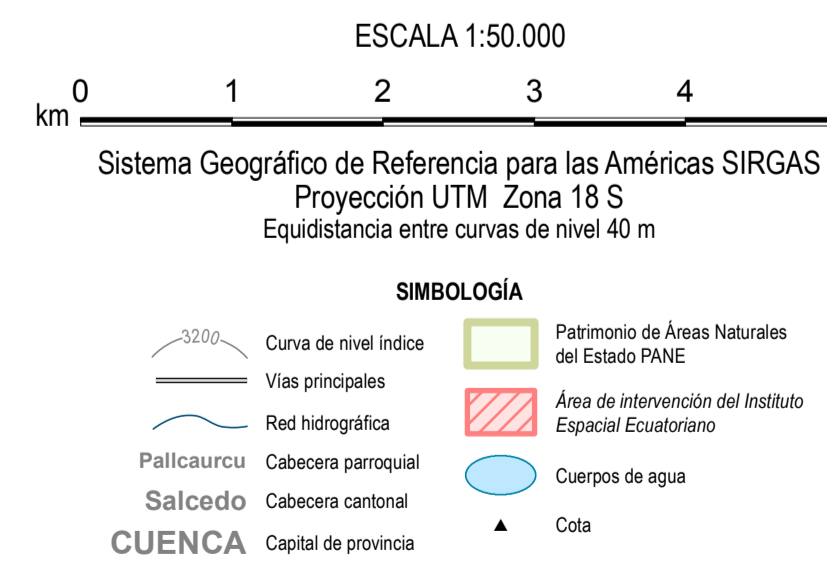 ESCALA 1:50.000
0 1 2 3 4
km
Sistema Geográfico de Referencia para las Américas SIRGAS
Proyección UTM Zona 18 S
Equidistancia entre curvas de nivel 40 m
SIMBOLOGÍA
3200
Curva de nivel índice
Vías principales
Red hidrográfica
Pallcaurcu
Cabecera parroquial
Salcedo
Cabecera cantonal
CUENCA
Capital de provincia
Patrimonio de Áreas Naturales
del Estado PANE
Área de intervención del Instituto
Espacial Ecuatoriano
Cuerpos de agua
Cota